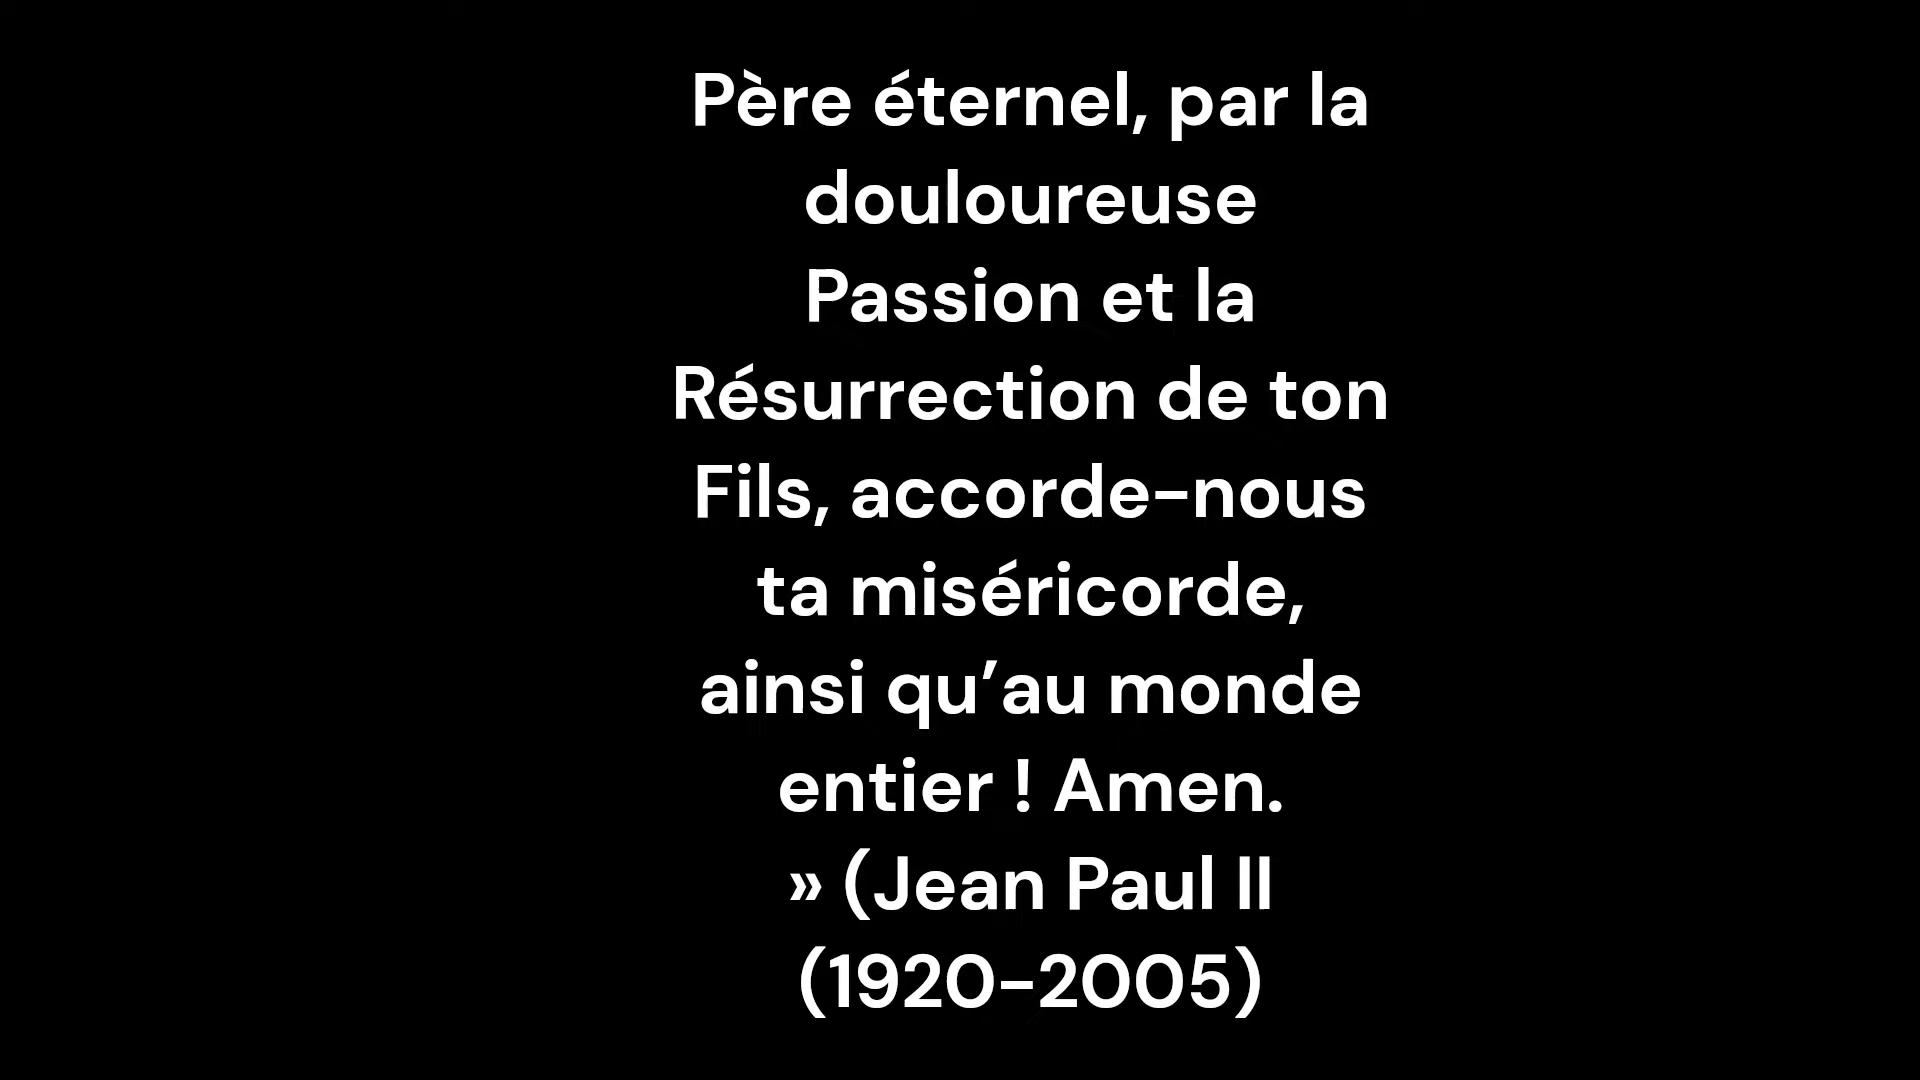 Père éternel, par la
douloureuse
Passion et la
Résurrection de ton
Fils, accorde-nous
ta miséricorde,
ainsi qu’au monde
entier ! Amen.
» (Jean Paul II
(1920-2005)